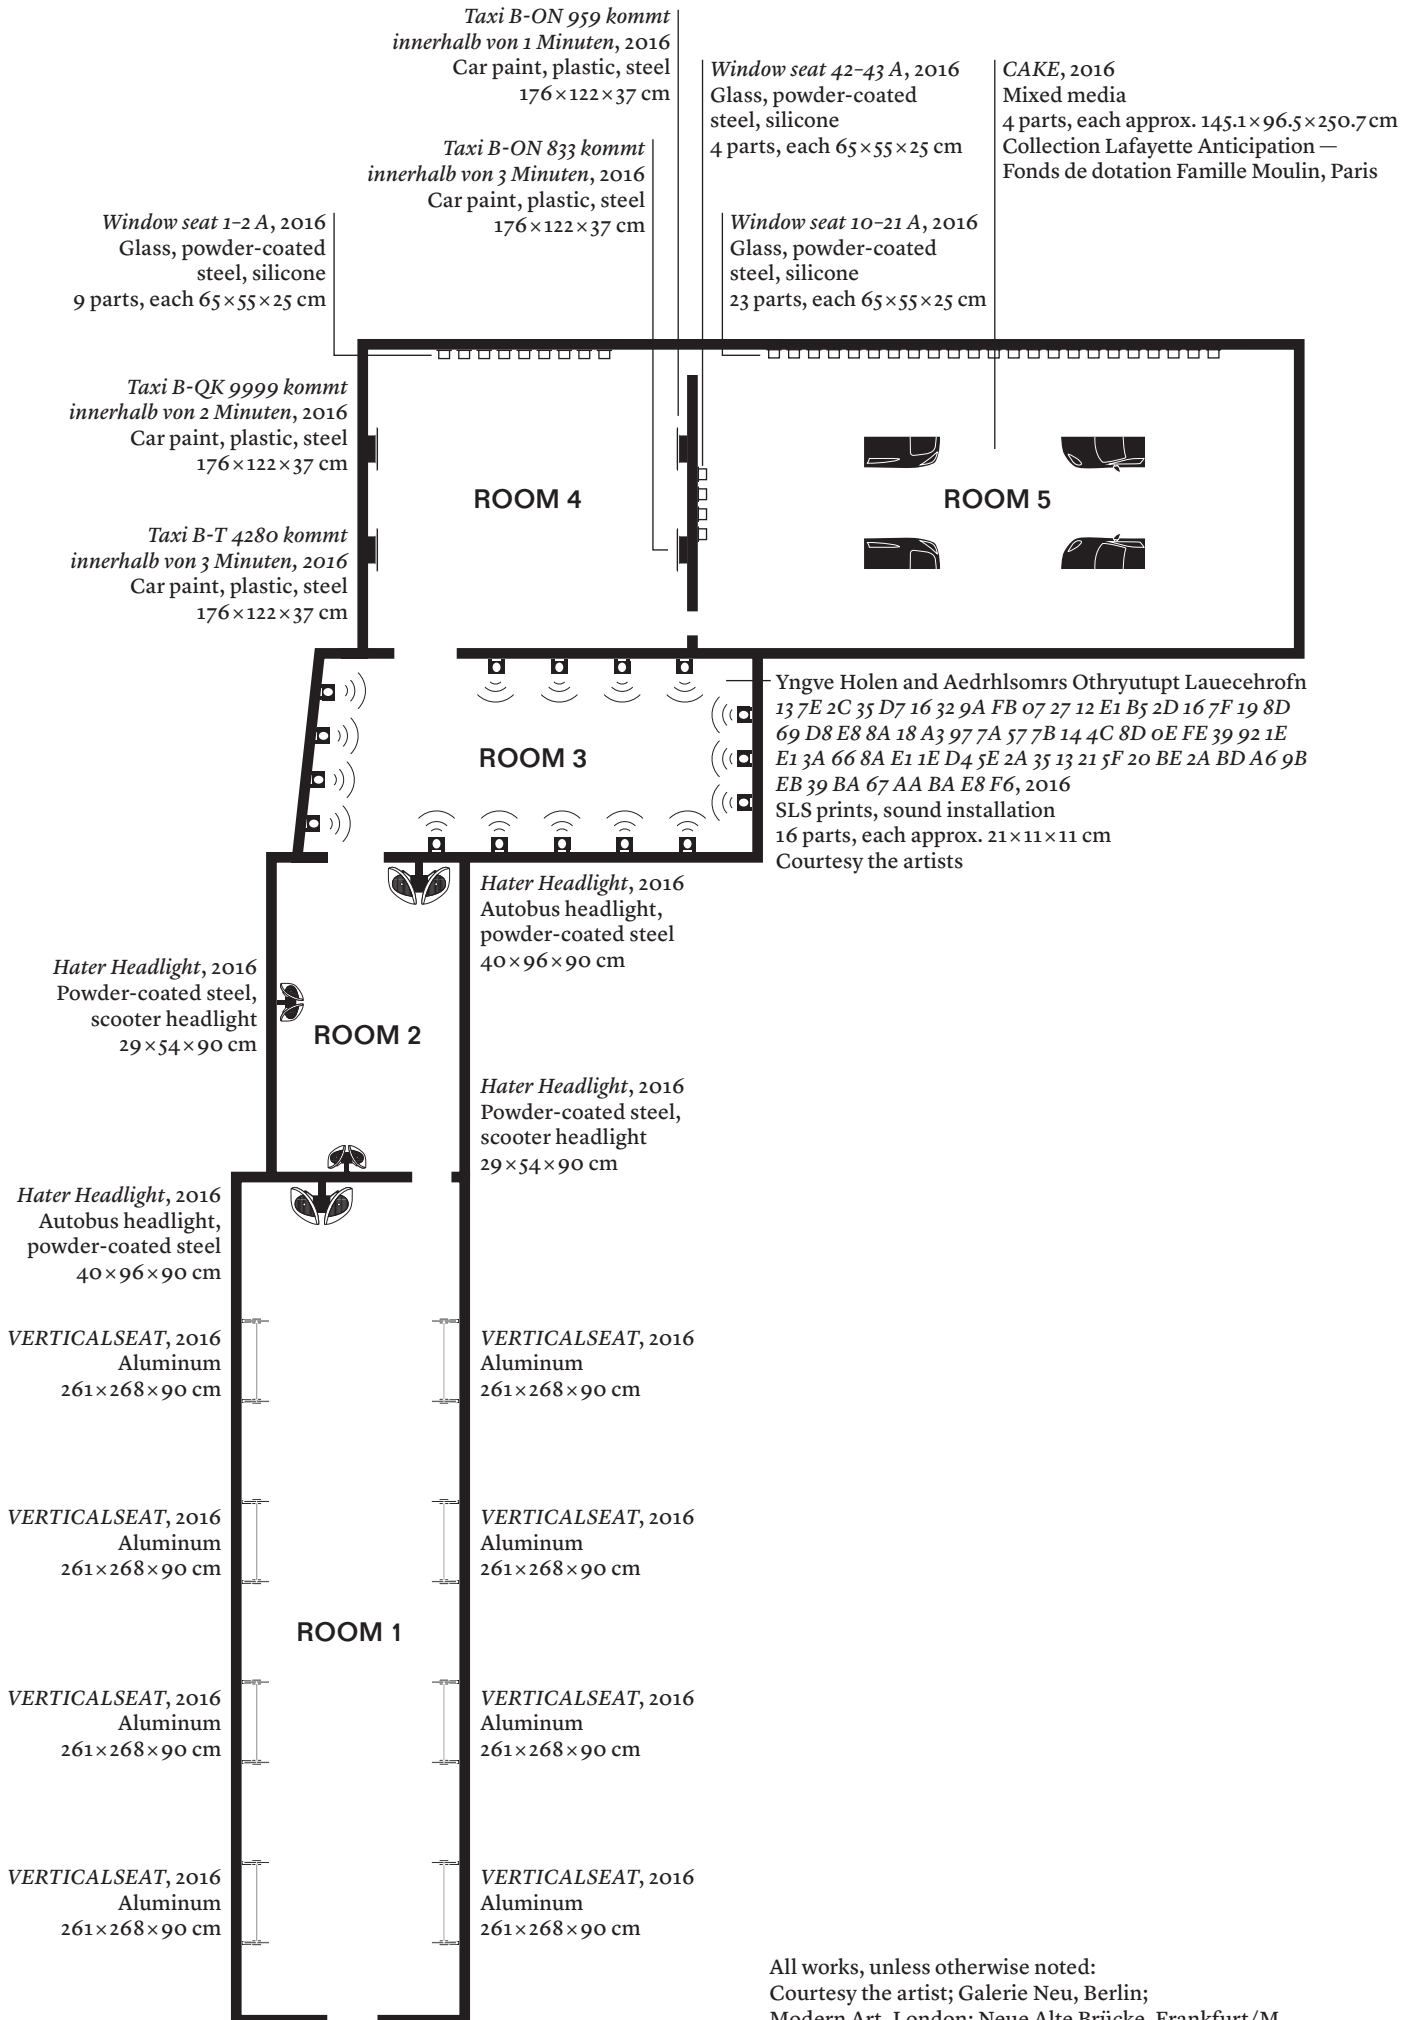 Taxi B-ON 959 kommt
innerhalb von 1 Minuten, 2016
Car paint, plastic, steel
176×122×37 cm
Window seat 42–43 A, 2016
Glass, powder-coated
steel, silicone
4 parts, each 65×55×25 cm
CAKE, 2016
Mixed media
4 parts, each approx. 145.1×96.5×250.7 cm
Collection Lafayette Anticipation —
Fonds de dotation Famille Moulin, Paris
Taxi B-ON 833 kommt
innerhalb von 3 Minuten, 2016
Car paint, plastic, steel
176×122×37 cm
Window seat 1–2 A, 2016
Glass, powder-coated
steel, silicone
9 parts, each 65×55×25 cm
Window seat 10–21 A, 2016
Glass, powder-coated
steel, silicone
23 parts, each 65×55×25 cm
Taxi B-QK 9999 kommt
innerhalb von 2 Minuten, 2016
Car paint, plastic, steel
176×122×37 cm
ROOM 4
ROOM 5
Taxi B-T 4280 kommt
innerhalb von 3 Minuten, 2016
Car paint, plastic, steel
176×122×37 cm
Yngve Holen and Aedrhlsomrs Othryutupt Lauecehrofn
13 7E 2C 35 D7 16 32 9A FB 07 27 12 E1 B5 2D 16 7F 19 8D
69 D8 E8 8A 18 A3 97 7A 57 7B 14 4C 8D 0E FE 39 92 1E
E1 3A 66 8A E1 1E D4 5E 2A 35 13 21 5F 20 BE 2A BD A6 9B
EB 39 BA 67 AA BA E8 F6, 2016
SLS prints, sound installation
16 parts, each approx. 21×11×11 cm
Courtesy the artists
ROOM 3
Hater Headlight, 2016
Autobus headlight,
powder-coated steel
40×96×90 cm
Hater Headlight, 2016
Powder-coated steel,
scooter headlight
29×54×90 cm
ROOM 2
Hater Headlight, 2016
Powder-coated steel,
scooter headlight
29×54×90 cm
Hater Headlight, 2016
Autobus headlight,
powder-coated steel
40×96×90 cm
VERTICALSEAT, 2016
Aluminum
261×268×90 cm
VERTICALSEAT, 2016
Aluminum
261×268×90 cm
VERTICALSEAT, 2016
Aluminum
261×268×90 cm
VERTICALSEAT, 2016
Aluminum
261×268×90 cm
ROOM 1
VERTICALSEAT, 2016
Aluminum
261×268×90 cm
VERTICALSEAT, 2016
Aluminum
261×268×90 cm
VERTICALSEAT, 2016
Aluminum
261×268×90 cm
VERTICALSEAT, 2016
Aluminum
261×268×90 cm
All works, unless otherwise noted:
Courtesy the artist; Galerie Neu, Berlin;
Modern Art, London; Neue Alte Brücke, Frankfurt/M.